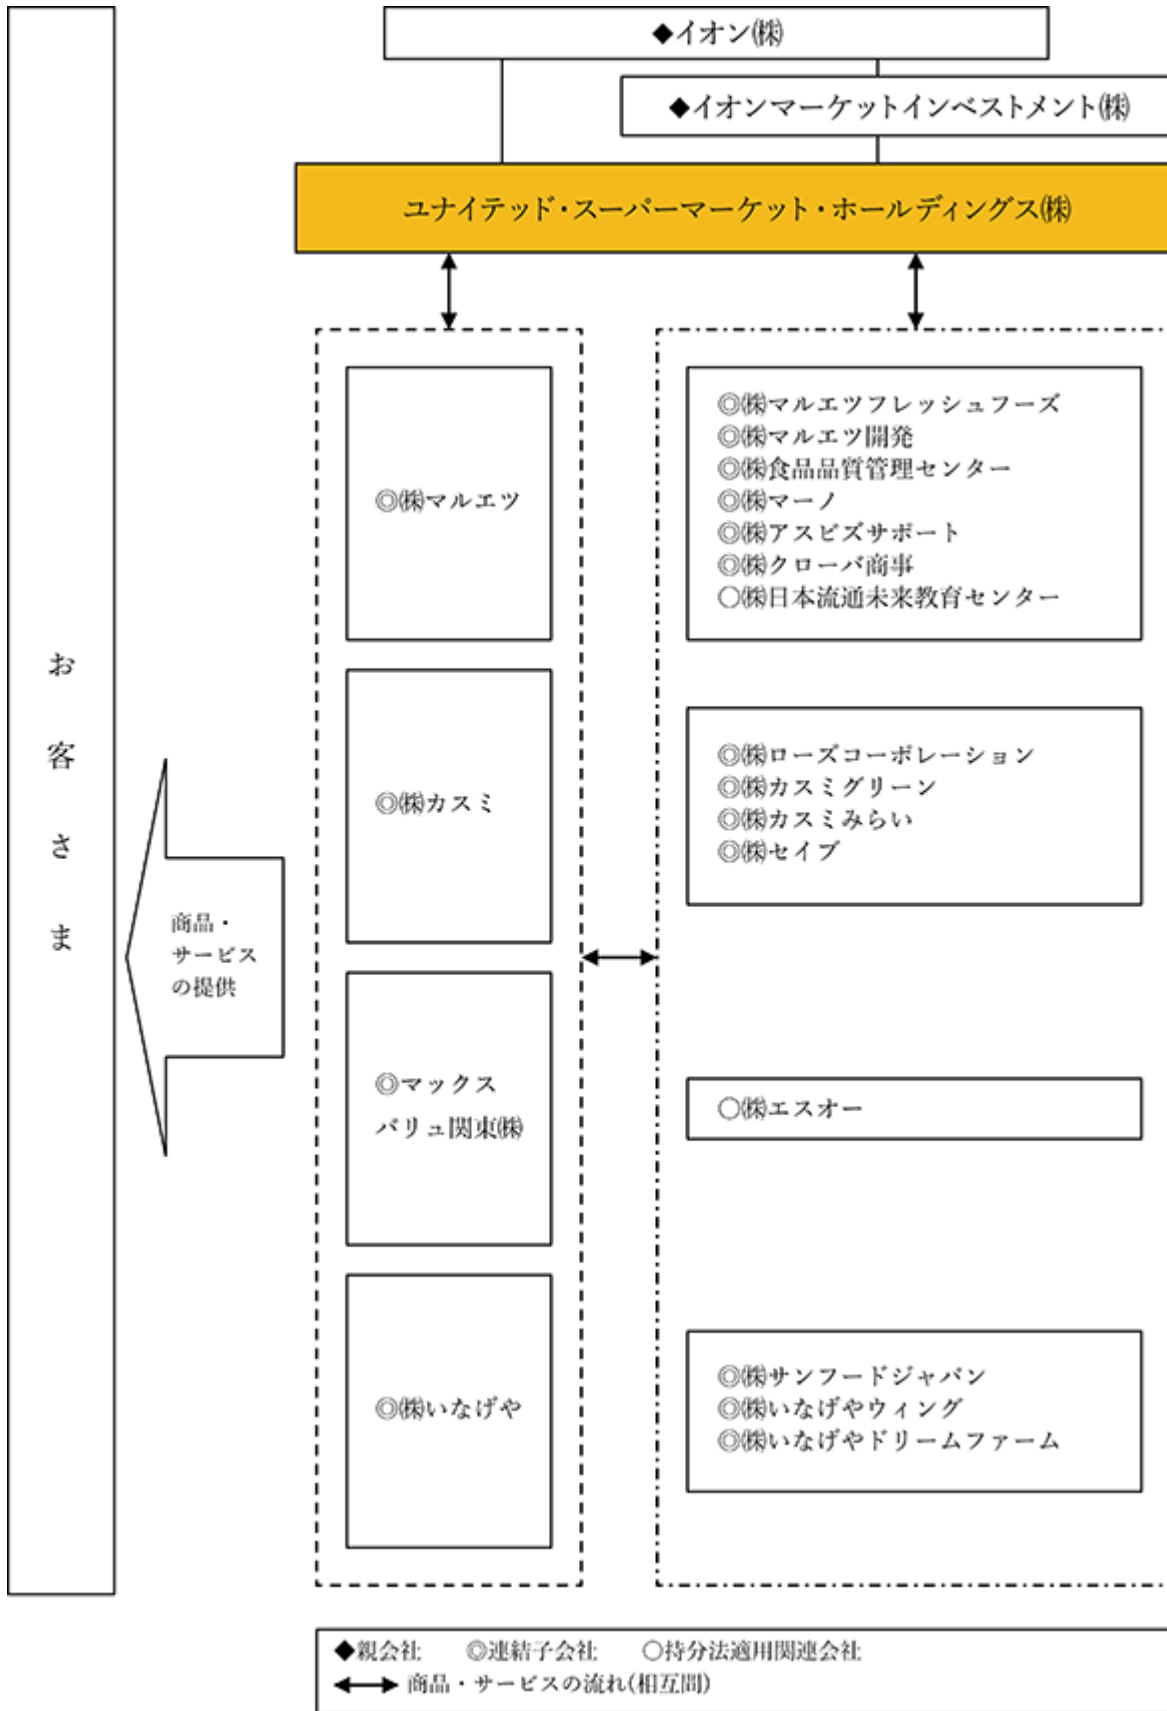 ◆イオン㈱
◆イオンマーケットインベストメント㈱
ユナイテッド・スーパーマーケット・ホールディングス㈱
お客さま
商品・
サービス
の提供
◎㈱マルエツ
◎㈱マルエツフレッシュフーズ
◎㈱マルエツ開発
◎㈱食品品質管理センター
◎㈱マーノ
◎㈱アスビズサポート
◎㈱クローバ商事
○㈱日本流通未来教育センター
◎㈱カスミ
◎㈱ローズコーポレーション
◎㈱カスミグリーン
◎㈱カスミみらい
◎㈱セイブ
◎マックス
バリュ関東㈱
○㈱エスオー
◎㈱いなげや
◎㈱サンフードジャパン
◎㈱いなげやウィング
◎㈱いなげやドリームファーム
◆親会社 ◎連結子会社 ○持分法適用関連会社
商品・サービスの流れ(相互間)